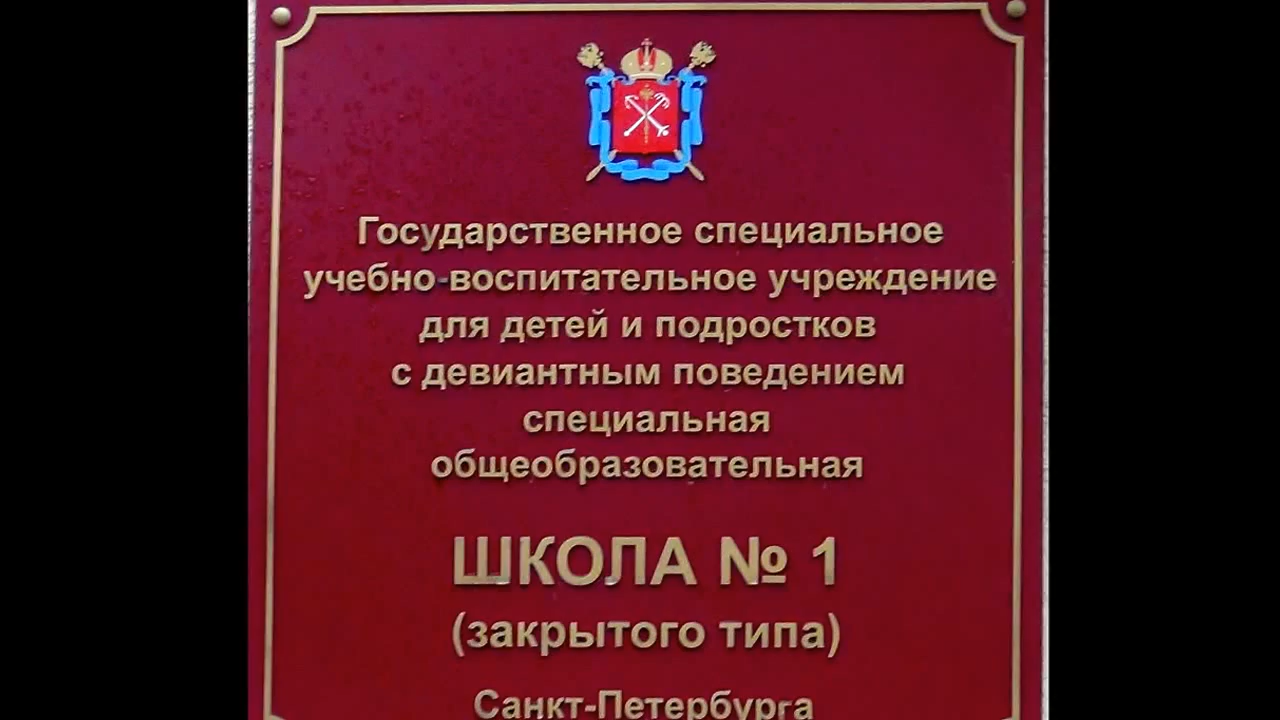 Государственное специальное
учебно-воспитательное учреждение
для детей и подростков
с девиантным поведением
специальная
общеобразовательная
ШКОЛА № 1
(закрытого типа)
Санкт-Петербурга